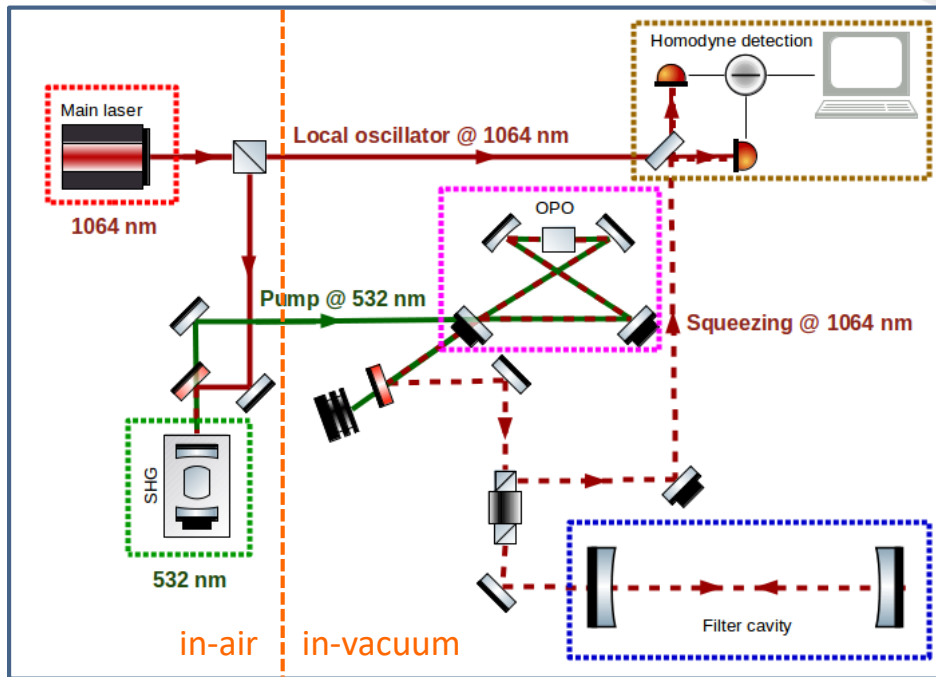 Homodyne detection
Main laser
Local oscillator @ 1064 nm
1064 nm
OPO
Pump @ 532 nm
Squeezing @ 1064 nm
SHG
532 nm
Filter cavity
in-air
in-vacuum